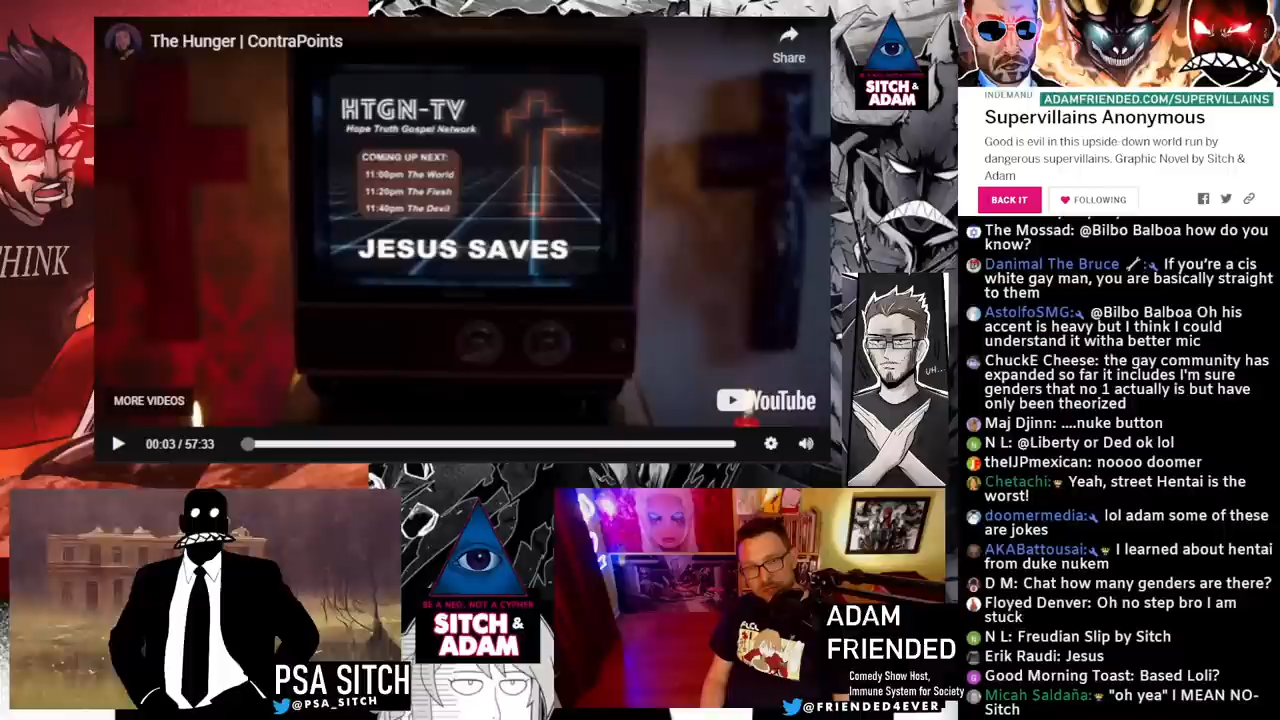 The Hunger | ContraPoints
Share
HTGN-TV
Hope Truth Gospel Network
COMING UP NEXT:
11:00pm The World
11:20pm The Flesh
11:40pm The Devil
JESUS SAVES
MORE VIDEOS
YouTube
00:03 / 57:33
THINK
SITCH &
ADAM
UH..
PSA SITCH
@PSA_SITCH
BE A NEO, NOT A CYPHER
SITCH &
ADAM
ADAM
FRIENDED
Comedy Show Host,
Immune System for Society
@FRIENDED4EVER
INDEMAND
ADAMFRIENDED.COM/SUPERVILLAINS
Supervillains Anonymous
Good is evil in this upside-down world run by
dangerous supervillains. Graphic Novel by Sitch &
Adam
BACK IT
FOLLOWING
The Mossad: @Bilbo Balboa how do you
know?
Danimal The Bruce : If you're a cis
white gay man, you are basically straight
to them
AstolfoSMG: @Bilbo Balboa Oh his
accent is heavy but I think I could
understand it witha better mic
ChuckE Cheese: the gay community has
expanded so far it includes I'm sure
genders that no 1 actually is but have
only been theorized
Maj Djinn: ....nuke button
N L: @Liberty or Ded ok lol
theIJPmexican: noooo doomer
Chetachi: Yeah, street Hentai is the
worst!
doomermedia: lol adam some of these
are jokes
AKABattousai: I learned about hentai
from duke nukem
D M: Chat how many genders are there?
Floyed Denver: Oh no step bro I am
stuck
N L: Freudian Slip by Sitch
Erik Raudi: Jesus
Good Morning Toast: Based Loli?
Micah Saldaña: "oh yea" I MEAN NO-
Sitch